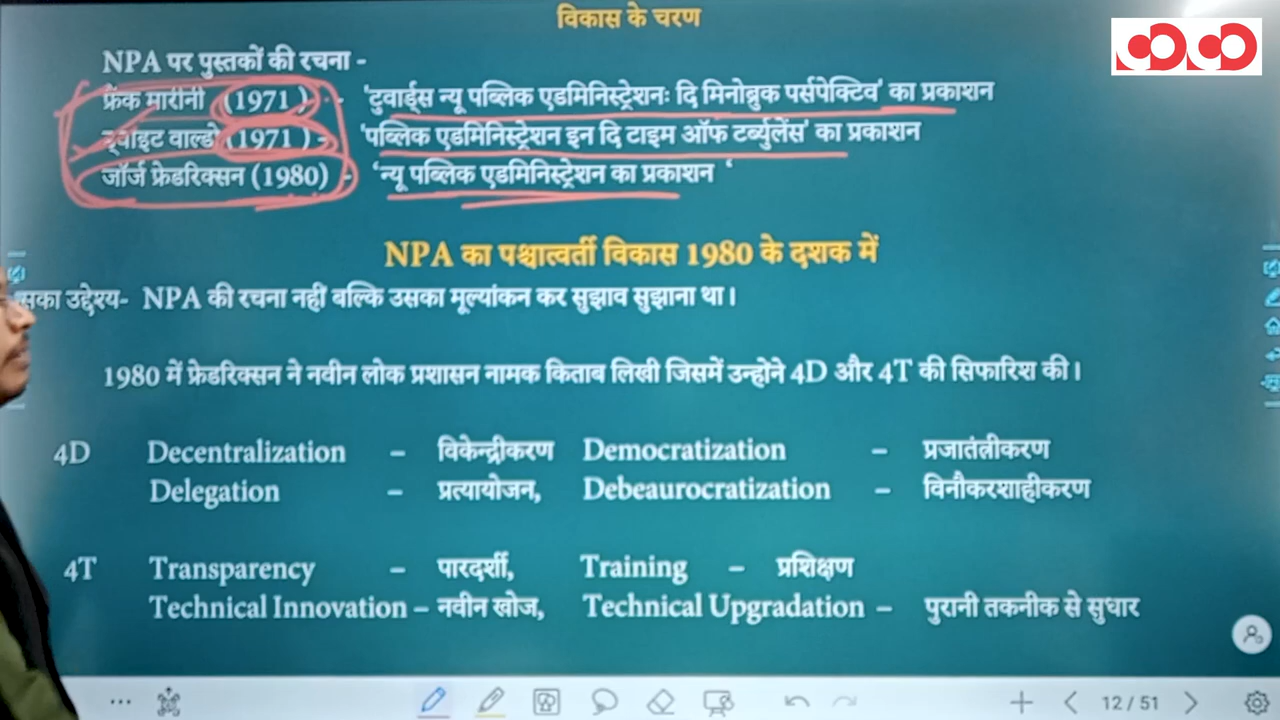 विकास के चरण
NPA पर पुस्तकों की रचना -
फ्रैंक मारीनी (1971) - 'टुवार्ड्स न्यू पब्लिक एडमिनिस्ट्रेशनः दि मिनोब्रुक पर्सपेक्टिव' का प्रकाशन
ड्वाइट वाल्डो (1971) - 'पब्लिक एडमिनिस्ट्रेशन इन दि टाइम ऑफ टर्ब्युलेंस' का प्रकाशन
जॉर्ज फ्रेडरिक्सन (1980) - 'न्यू पब्लिक एडमिनिस्ट्रेशन का प्रकाशन '
NPA का पश्चात्वर्ती विकास 1980 के दशक में
सका उद्देश्य- NPA की रचना नहीं बल्कि उसका मूल्यांकन कर सुझाव सुझाना था।
1980 में फ्रेडरिक्सन ने नवीन लोक प्रशासन नामक किताब लिखी जिसमें उन्होंने 4D और 4T की सिफारिश की।
4D Decentralization - विकेन्द्रीकरण Democratization - प्रजातंत्रीकरण
Delegation - प्रत्यायोजन, Debeaurocratization - विनौकरशाहीकरण
4T Transparency - पारदर्शी, Training - प्रशिक्षण
Technical Innovation - नवीन खोज, Technical Upgradation - पुरानी तकनीक से सुधार
12 / 51